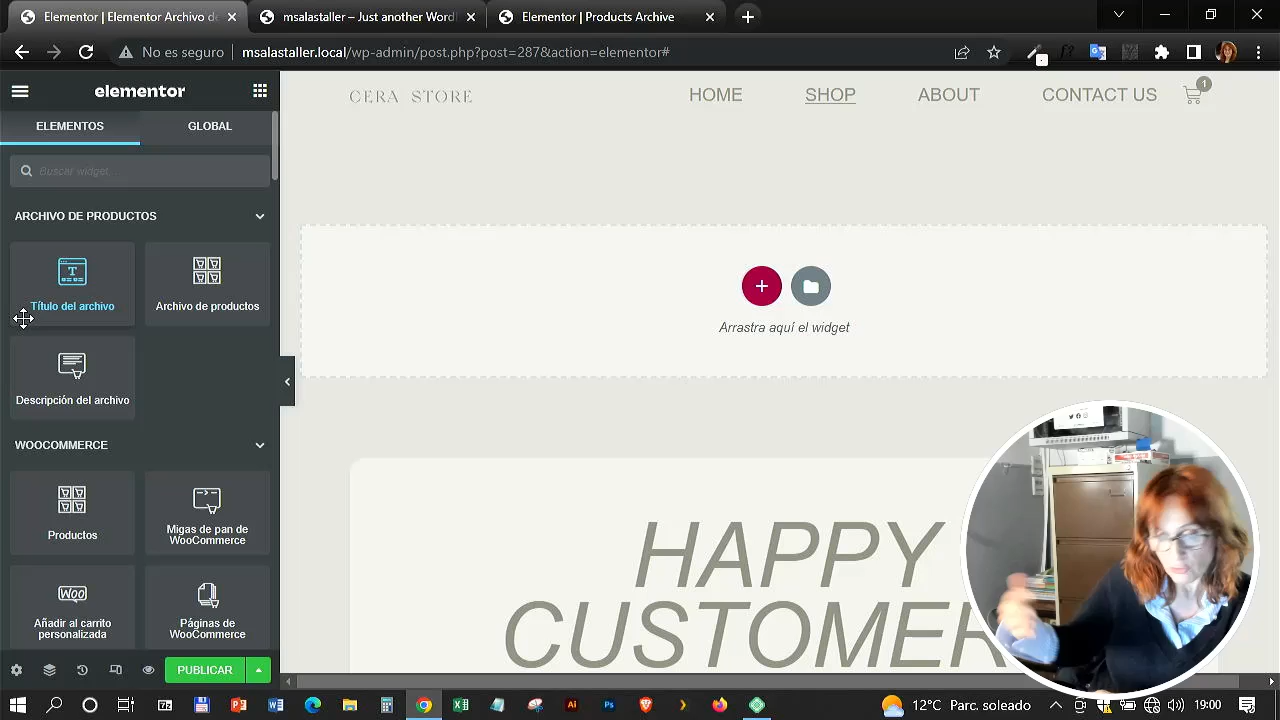 Elementor | Elementor Archivo de
msalastaller – Just another Word
Elementor | Products Archive
No es seguro
msalastaller.local/wp-admin/post.php?post=287&action=elementor#
elementor
CERA STORE
HOME
SHOP
ABOUT
CONTACT US
1
ELEMENTOS
GLOBAL
Buscar widget...
ARCHIVO DE PRODUCTOS
Título del archivo
Archivo de productos
Descripción del archivo
Arrastra aquí el widget
WOOCOMMERCE
Productos
Migas de pan de
WooCommerce
Añadir al carrito
personalizada
Páginas de
WooCommerce
HAPPY
CUSTOMER
PUBLICAR
12°C Parc. soleado
19:00